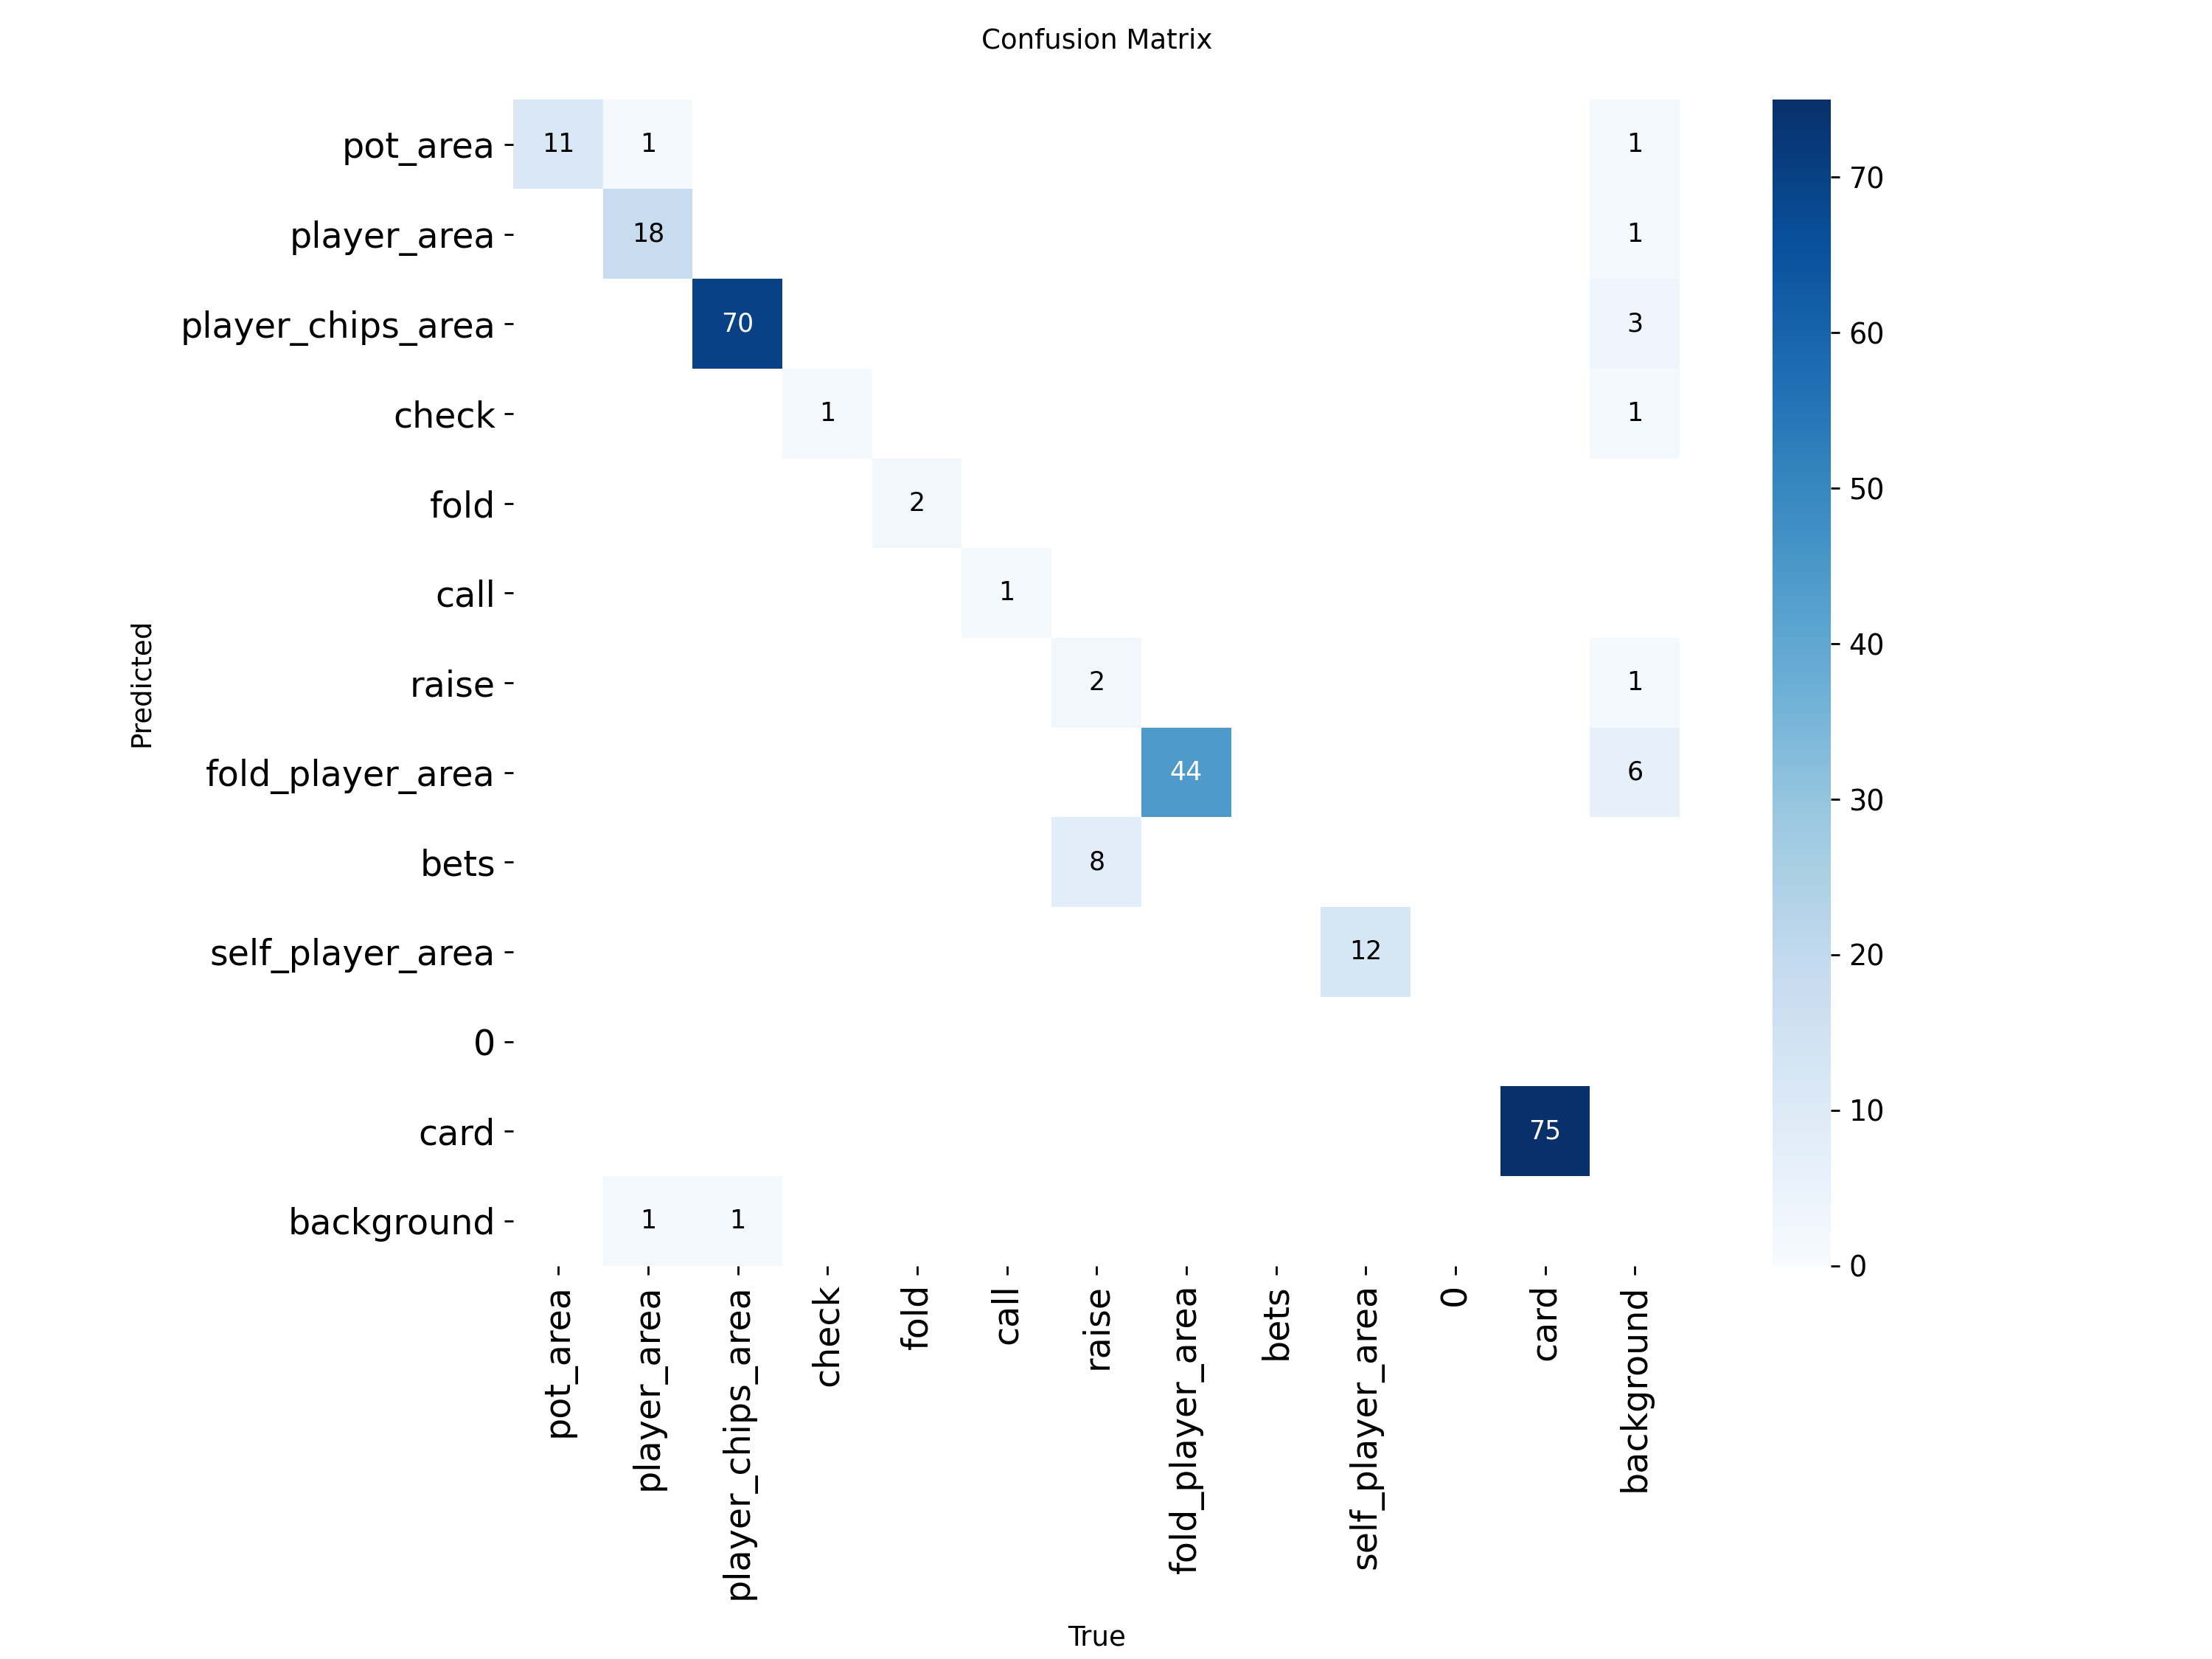 Confusion Matrix
pot_area 11 1 1
player_area 18 1
player_chips_area 70 3
check 1 1
fold 2
call 1
raise 2 1
fold_player_area 44 6
bets 8
self_player_area 12
0
card 75
background 1 1
pot_area
player_area
player_chips_area
check
fold
call
raise
fold_player_area
bets
self_player_area
0
card
background
Predicted
True
70
60
50
40
30
20
10
0